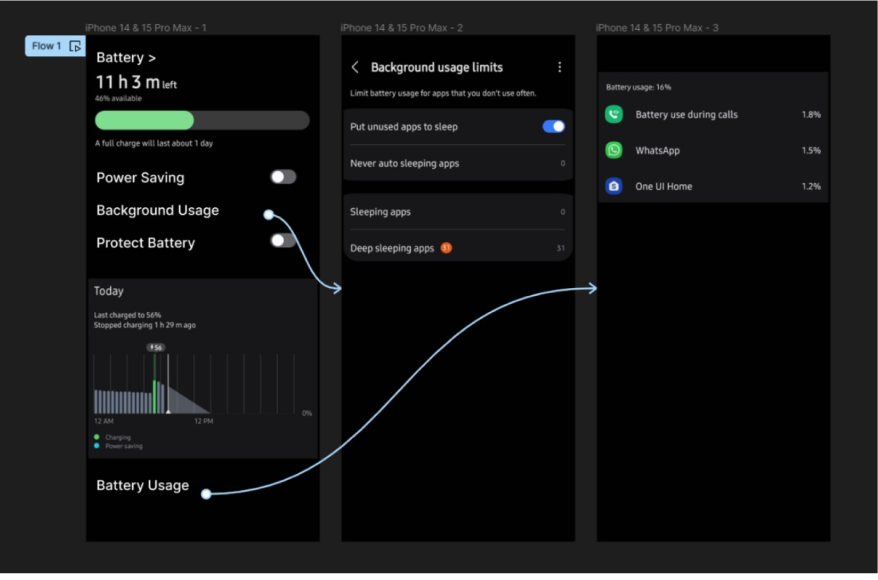 iPhone 14 & 15 Pro Max - 1
iPhone 14 & 15 Pro Max - 2
iPhone 14 & 15 Pro Max - 3
Flow 1
Battery >
11 h 3 m left
46% available
A full charge will last about 1 day
Power Saving
Background Usage
Protect Battery
Today
Last charged to 56%
Stopped charging 1 h 29 m ago
56
0%
12 AM 12 PM
Charging
Power saving
Battery Usage
Background usage limits
Limit battery usage for apps that you don't use often.
Put unused apps to sleep
Never auto sleeping apps 0
Sleeping apps 0
Deep sleeping apps 31 31
Battery usage: 16%
Battery use during calls 1.8%
WhatsApp 1.5%
One UI Home 1.2%